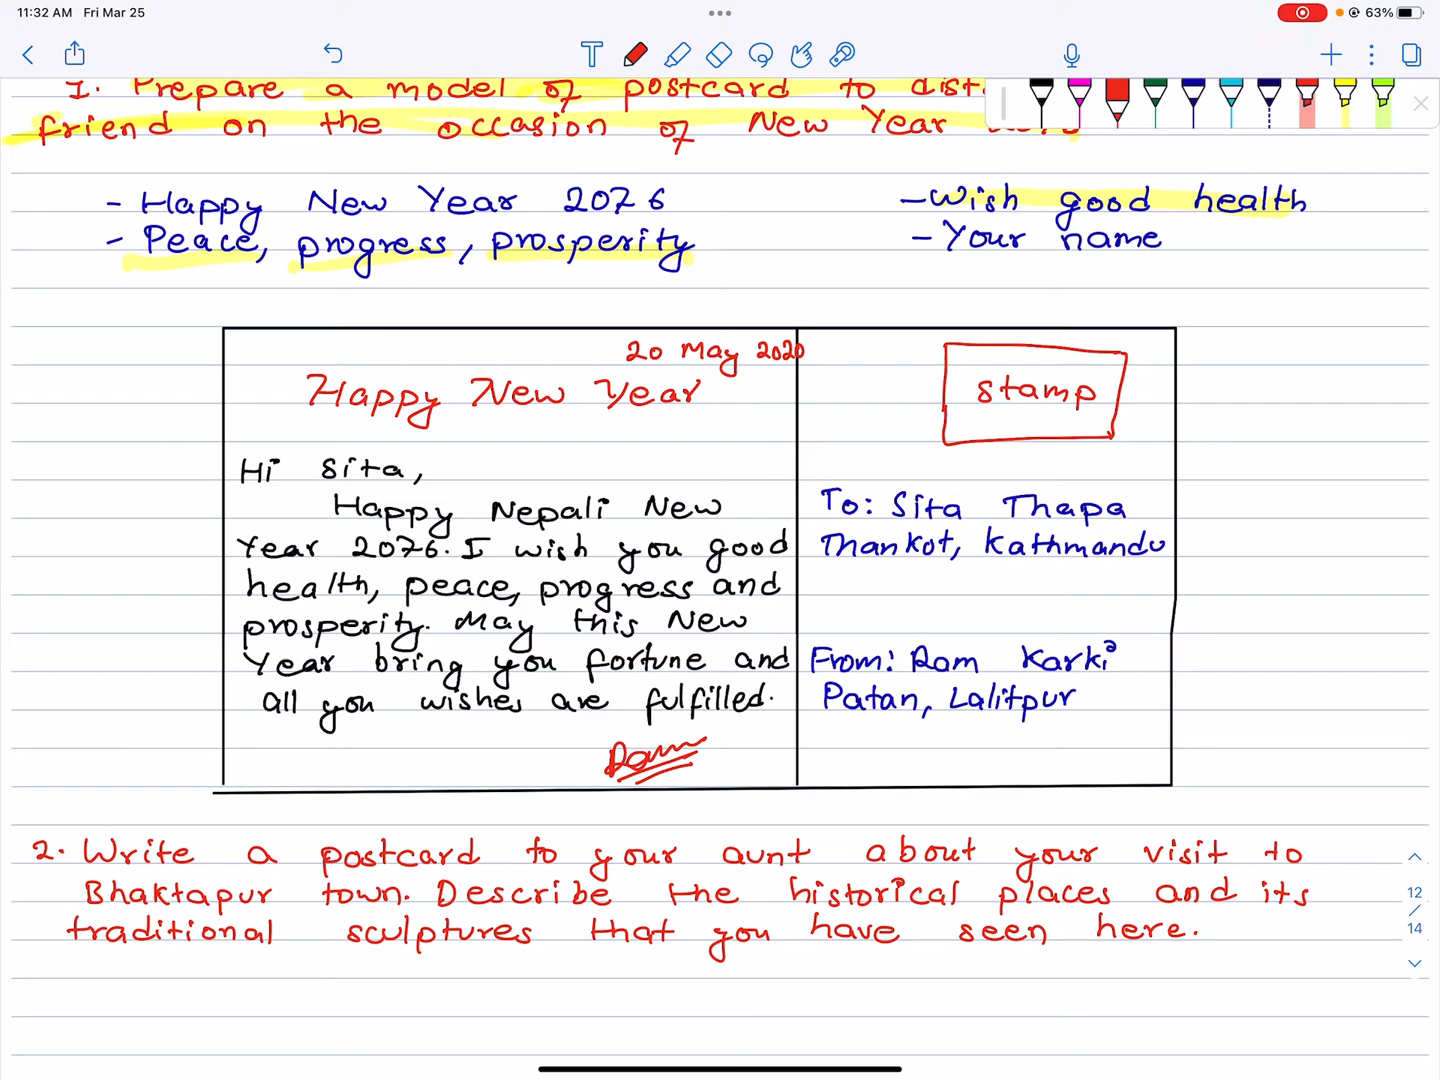 11:32 AM Fri Mar 25
63%
1. Prepare a model of postcard to
friend on the occasion of New Year
- Happy New Year 2076
- Peace, progress, prosperity
- Wish good health
- Your name
20 May 2020
Happy New Year
Hi Sita,
Happy Nepali New
Year 2076. I wish you good
health, peace, progress and
prosperity. May this New
Year bring you fortune and
all you wishes are fulfilled.
Ram
Stamp
To: Sita Thapa
Thankot, Kathmandu
From: Ram Karki
Patan, Lalitpur
2. Write a postcard to your aunt about your visit to
Bhaktapur town. Describe the historical places and its
traditional sculptures that you have seen here.
12
/
14